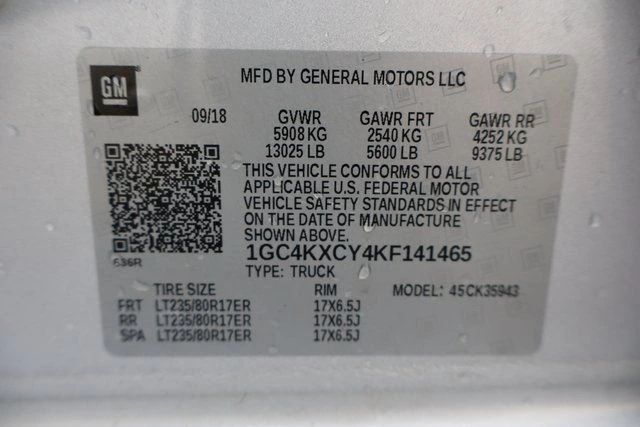 GM
MFD BY GENERAL MOTORS LLC
09/18 GVWR GAWR FRT GAWR RR
5908 KG 2540 KG 4252 KG
13025 LB 5600 LB 9375 LB
THIS VEHICLE CONFORMS TO ALL
APPLICABLE U.S. FEDERAL MOTOR
VEHICLE SAFETY STANDARDS IN EFFECT
ON THE DATE OF MANUFACTURE
SHOWN ABOVE.
636R
1GC4KXCY4KF141465
TYPE: TRUCK
TIRE SIZE RIM MODEL: 45CK35943
FRT LT235/80R17ER 17X6.5J
RR LT235/80R17ER 17X6.5J
SPA LT235/80R17ER 17X6.5J